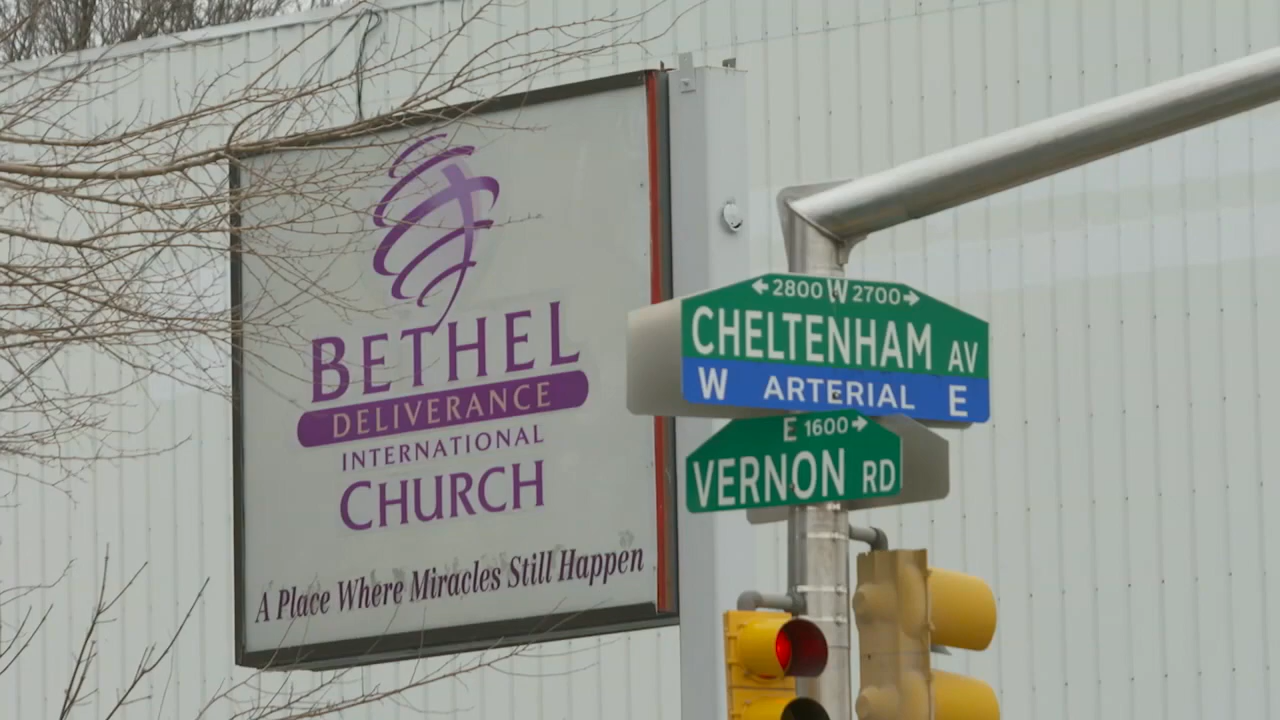 BETHEL
DELIVERANCE
INTERNATIONAL
CHURCH
A Place Where Miracles Still Happen
← 2800 W 2700 →
CHELTENHAM AV
W ARTERIAL E
E 1600 →
VERNON RD